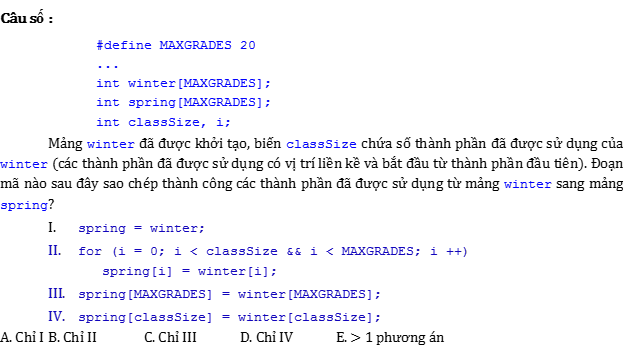 Câu số :
#define MAXGRADES 20
...
int winter[MAXGRADES];
int spring[MAXGRADES];
int classSize, i;
Mảng winter đã được khởi tạo, biến classSize chứa số thành phần đã được sử dụng của
winter (các thành phần đã được sử dụng có vị trí liền kề và bắt đầu từ thành phần đầu tiên). Đoạn
mã nào sau đây sao chép thành công các thành phần đã được sử dụng từ mảng winter sang mảng
spring?
I. spring = winter;
II. for (i = 0; i < classSize && i < MAXGRADES; i ++)
spring[i] = winter[i];
III. spring[MAXGRADES] = winter[MAXGRADES];
IV. spring[classSize] = winter[classSize];
A. Chỉ I B. Chỉ II C. Chỉ III D. Chỉ IV E. > 1 phương án